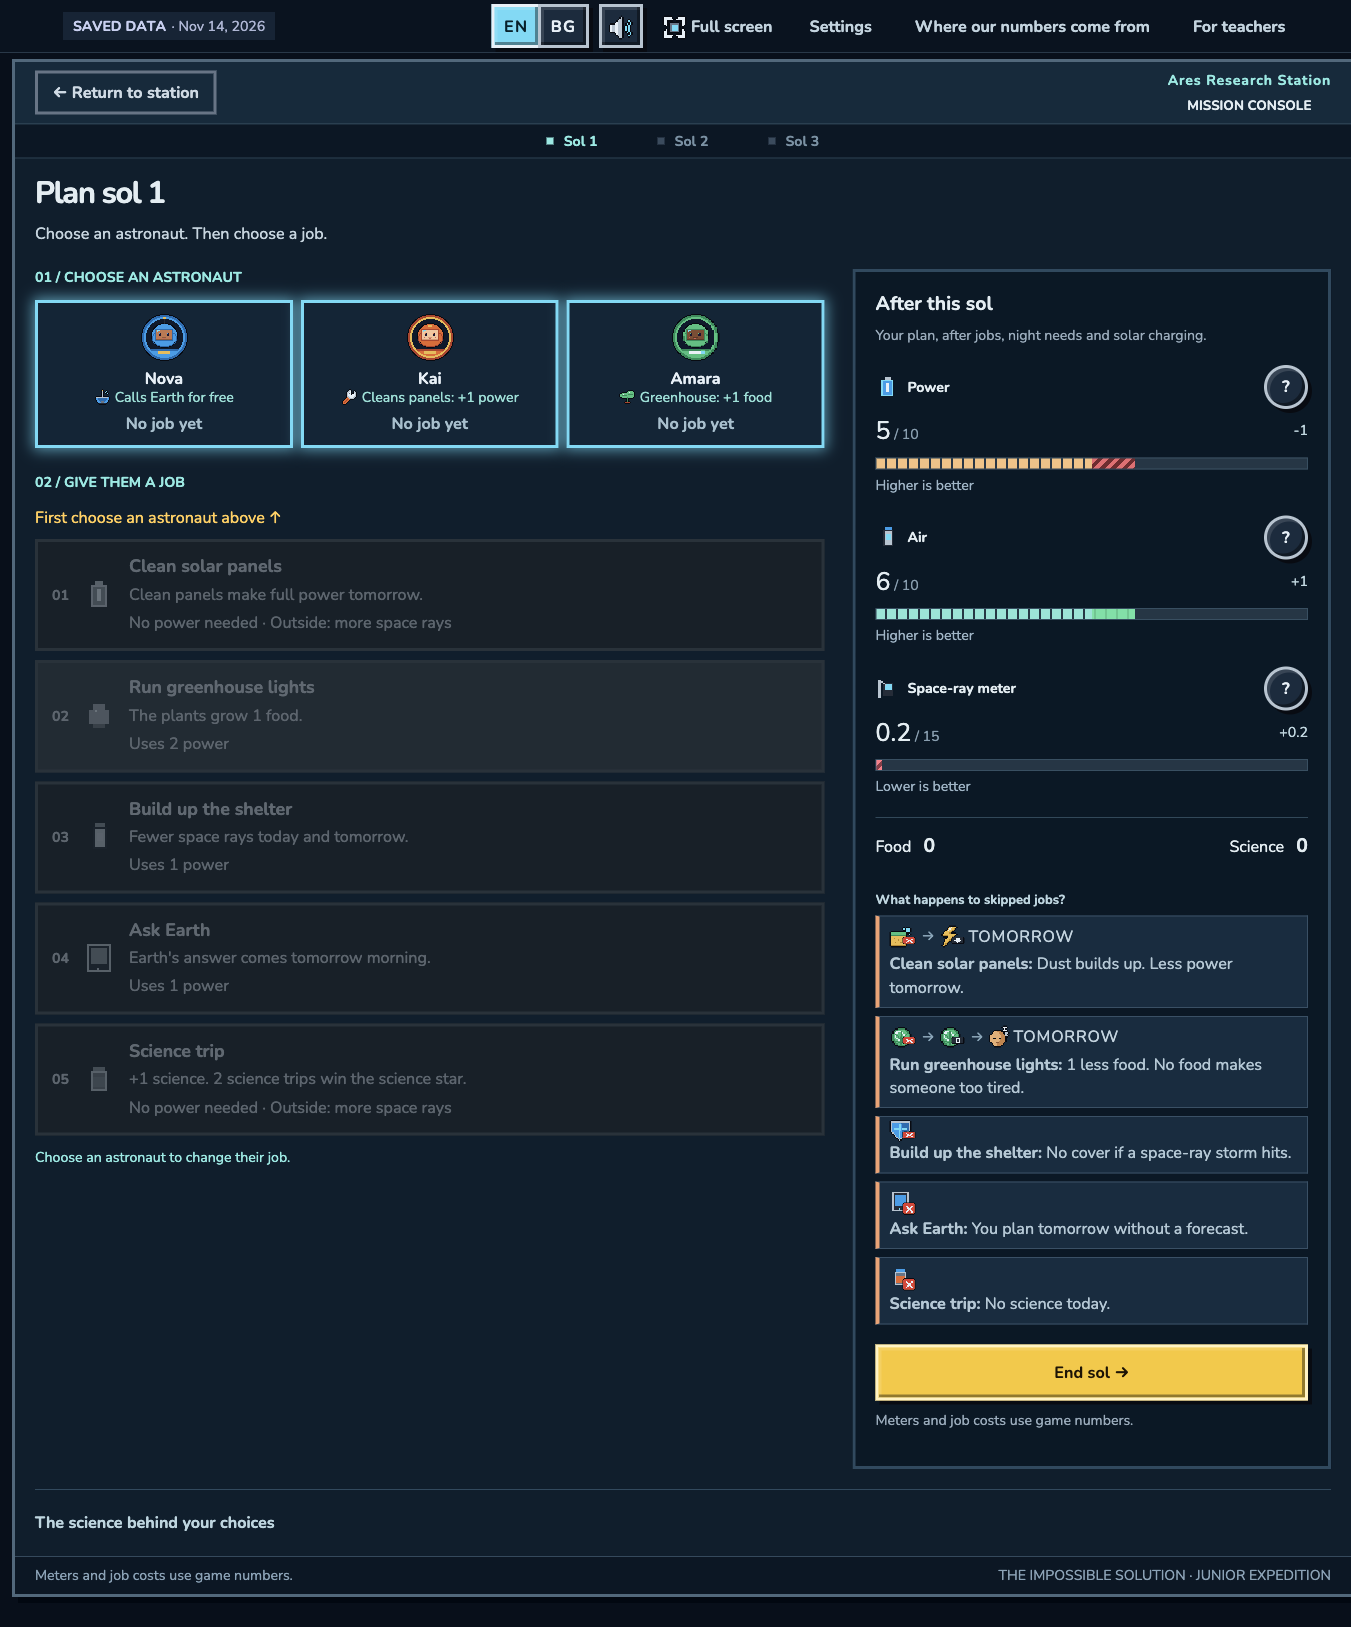 SAVED DATA · Nov 14, 2026
EN
BG
Full screen
Settings
Where our numbers come from
For teachers
← Return to station
Ares Research Station
MISSION CONSOLE
Sol 1
Sol 2
Sol 3
Plan sol 1
Choose an astronaut. Then choose a job.
01 / CHOOSE AN ASTRONAUT
Nova
Calls Earth for free
No job yet
Kai
Cleans panels: +1 power
No job yet
Amara
Greenhouse: +1 food
No job yet
02 / GIVE THEM A JOB
First choose an astronaut above ↑
01
Clean solar panels
Clean panels make full power tomorrow.
No power needed · Outside: more space rays
02
Run greenhouse lights
The plants grow 1 food.
Uses 2 power
03
Build up the shelter
Fewer space rays today and tomorrow.
Uses 1 power
04
Ask Earth
Earth's answer comes tomorrow morning.
Uses 1 power
05
Science trip
+1 science. 2 science trips win the science star.
No power needed · Outside: more space rays
Choose an astronaut to change their job.
After this sol
Your plan, after jobs, night needs and solar charging.
Power
?
5 / 10
-1
Higher is better
Air
?
6 / 10
+1
Higher is better
Space-ray meter
?
0.2 / 15
+0.2
Lower is better
Food 0
Science 0
What happens to skipped jobs?
→ TOMORROW
Clean solar panels: Dust builds up. Less power
tomorrow.
→ → TOMORROW
Run greenhouse lights: 1 less food. No food makes
someone too tired.
Build up the shelter: No cover if a space-ray storm hits.
Ask Earth: You plan tomorrow without a forecast.
Science trip: No science today.
End sol →
Meters and job costs use game numbers.
The science behind your choices
Meters and job costs use game numbers.
THE IMPOSSIBLE SOLUTION · JUNIOR EXPEDITION